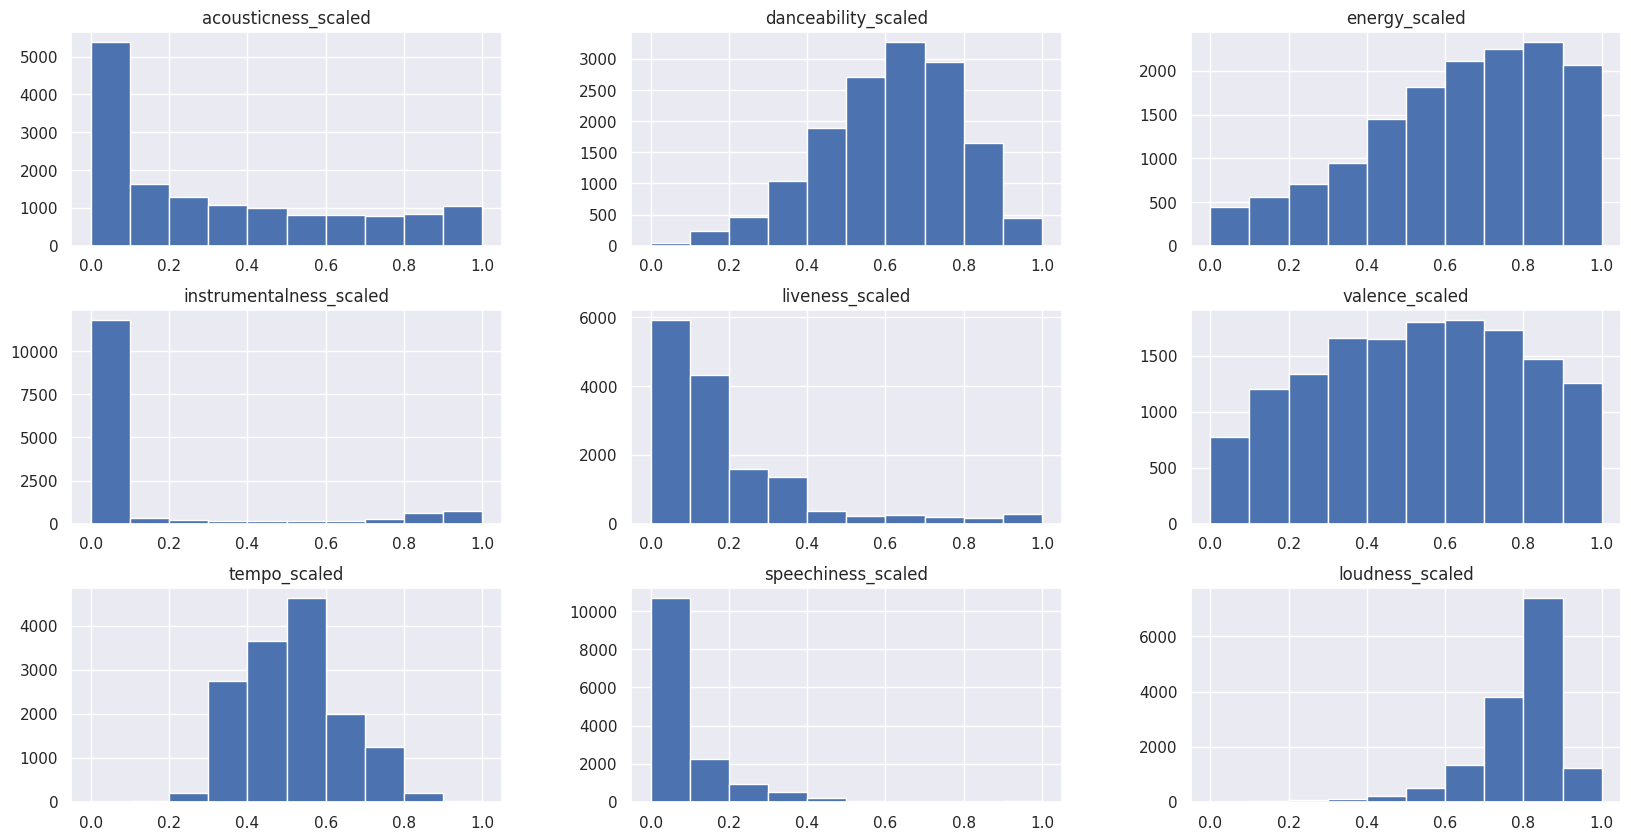 acousticness_scaled
5000
4000
3000
2000
1000
0
0.0 0.2 0.4 0.6 0.8 1.0
danceability_scaled
3000
2500
2000
1500
1000
500
0
0.0 0.2 0.4 0.6 0.8 1.0
energy_scaled
2000
1500
1000
500
0
0.0 0.2 0.4 0.6 0.8 1.0
instrumentalness_scaled
10000
7500
5000
2500
0
0.0 0.2 0.4 0.6 0.8 1.0
liveness_scaled
6000
4000
2000
0
0.0 0.2 0.4 0.6 0.8 1.0
valence_scaled
1500
1000
500
0
0.0 0.2 0.4 0.6 0.8 1.0
tempo_scaled
4000
3000
2000
1000
0
0.0 0.2 0.4 0.6 0.8 1.0
speechiness_scaled
10000
8000
6000
4000
2000
0
0.0 0.2 0.4 0.6 0.8 1.0
loudness_scaled
6000
4000
2000
0
0.0 0.2 0.4 0.6 0.8 1.0